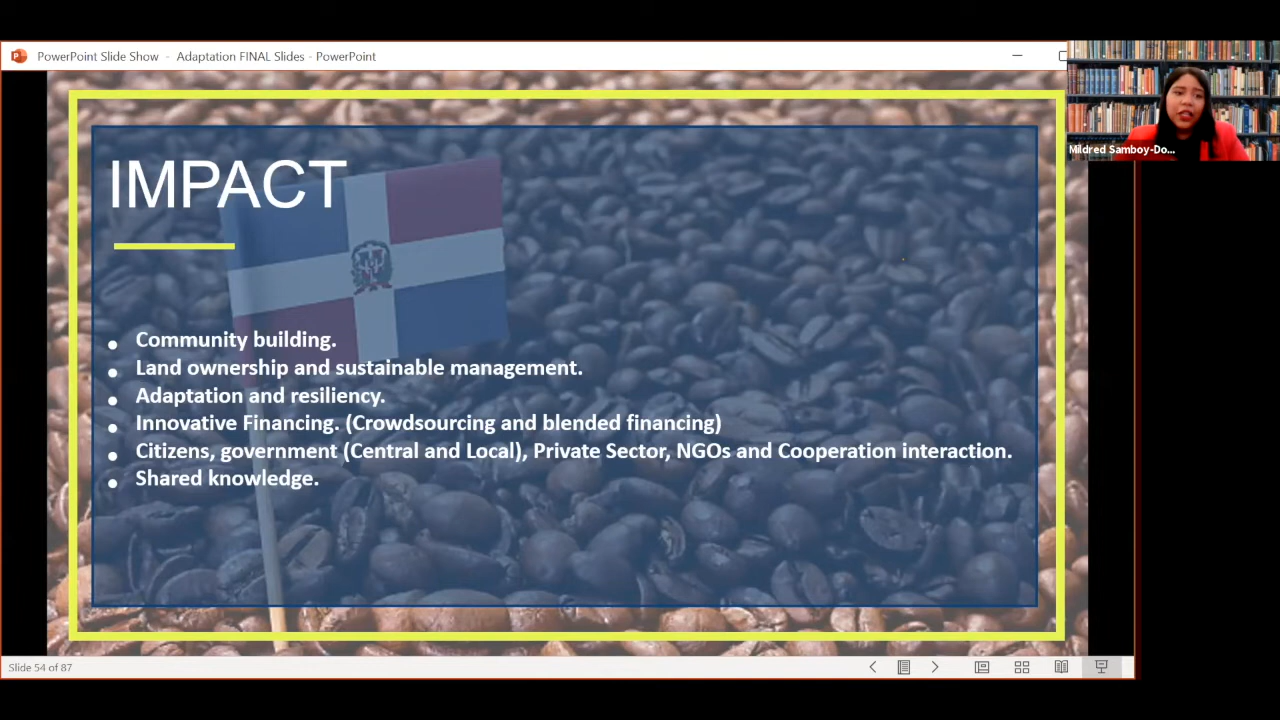 PowerPoint Slide Show - Adaptation FINAL Slides - PowerPoint
Mildred Samboy-Do...
IMPACT
Community building.
Land ownership and sustainable management.
Adaptation and resiliency.
Innovative Financing. (Crowdsourcing and blended financing)
Citizens, government (Central and Local), Private Sector, NGOs and Cooperation interaction.
Shared knowledge.
Slide 54 of 87